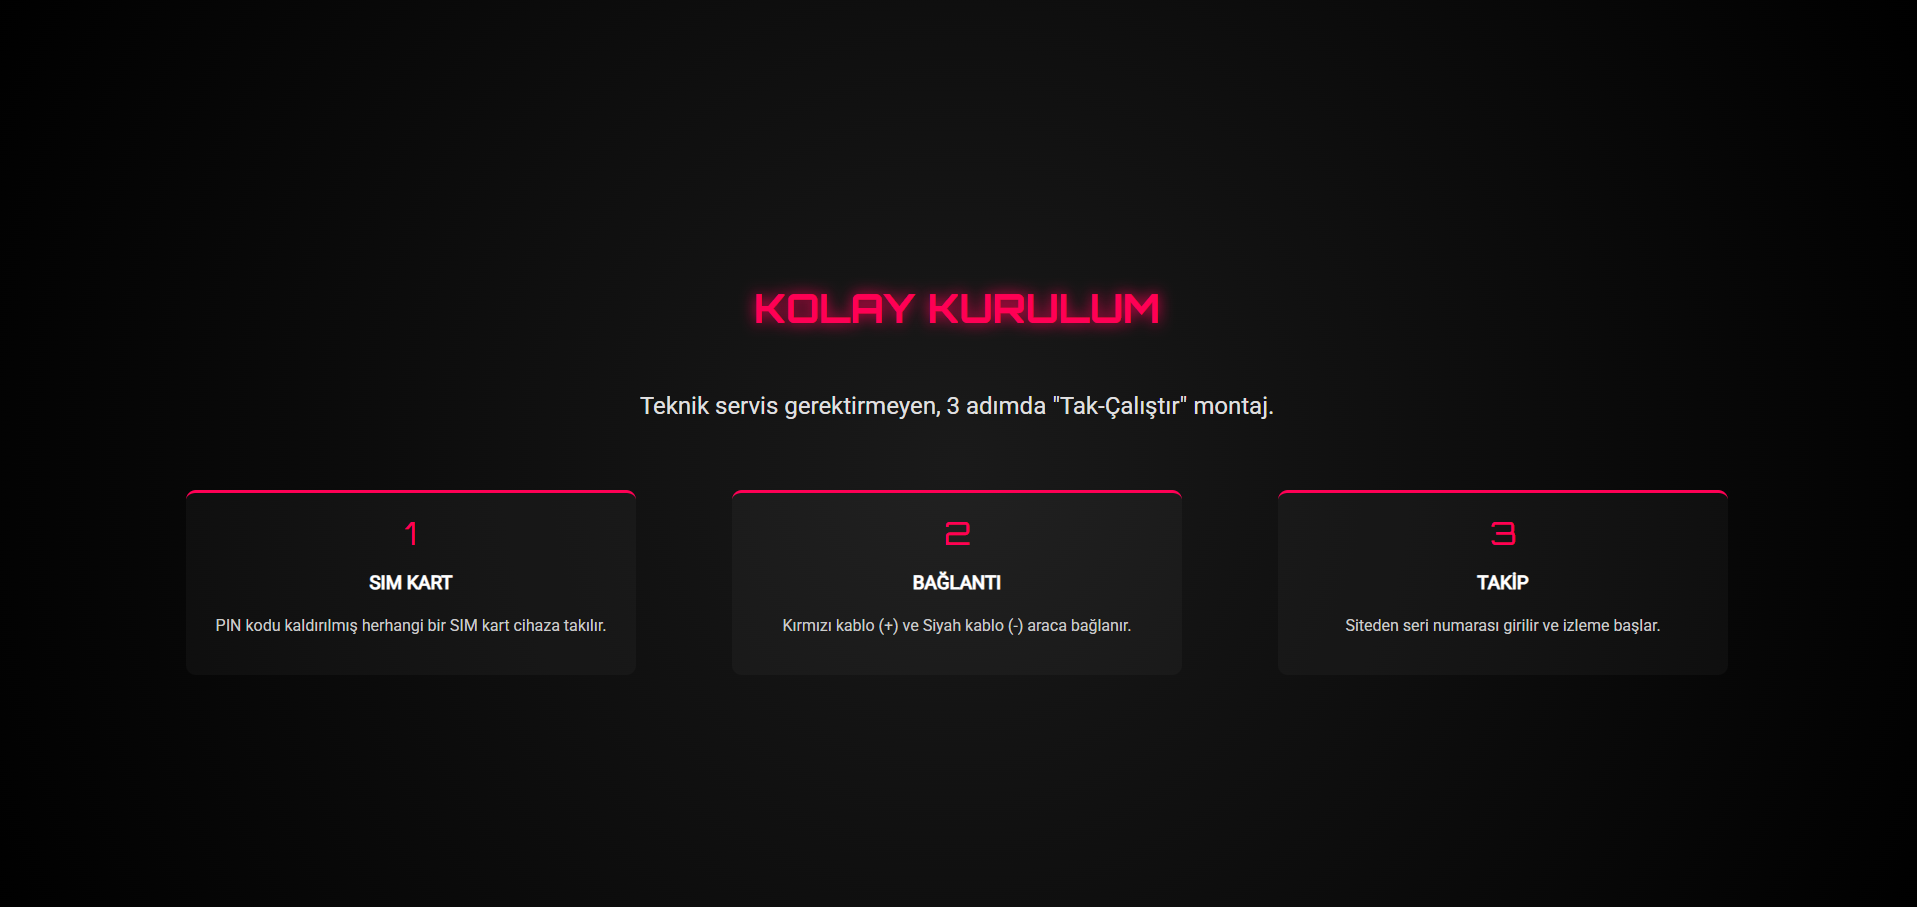 KOLAY KURULUM
Teknik servis gerektirmeyen, 3 adımda "Tak-Çalıştır" montaj.
1
SIM KART
PIN kodu kaldırılmış herhangi bir SIM kart cihaza takılır.
2
BAĞLANTI
Kırmızı kablo (+) ve Siyah kablo (-) araca bağlanır.
3
TAKİP
Siteden seri numarası girilir ve izleme başlar.